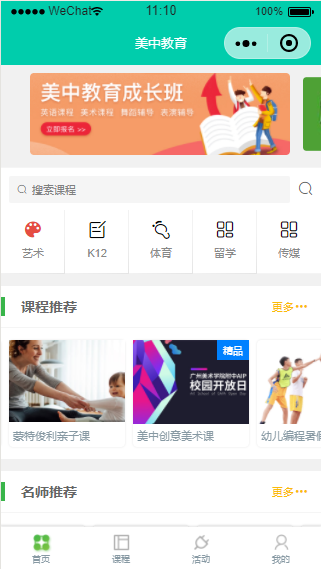 WeChat 11:10 100%
美中教育
美中教育成长班
英语课程 美术课程 舞蹈辅导 表演辅导
立即报名 >>
搜索课程
艺术 K12 体育 留学 传媒
课程推荐 更多
精品
广州美术学院附中AIP
校园开放日
蒙特俊利亲子课 美中创意美术课 幼儿编程暑假
名师推荐 更多
首页 课程 活动 我的